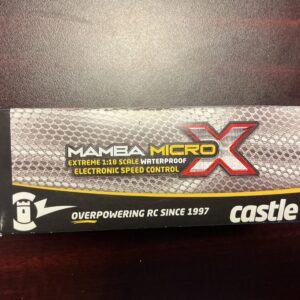 MAMBA MICRO X
EXTREME 1:18 SCALE WATERPROOF
ELECTRONIC SPEED CONTROL
OVERPOWERING RC SINCE 1997
castle